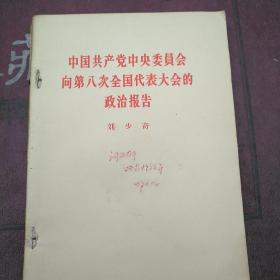 中国共产党中央委員会
向第八次全国代表大会的
政治报告
刘少奇